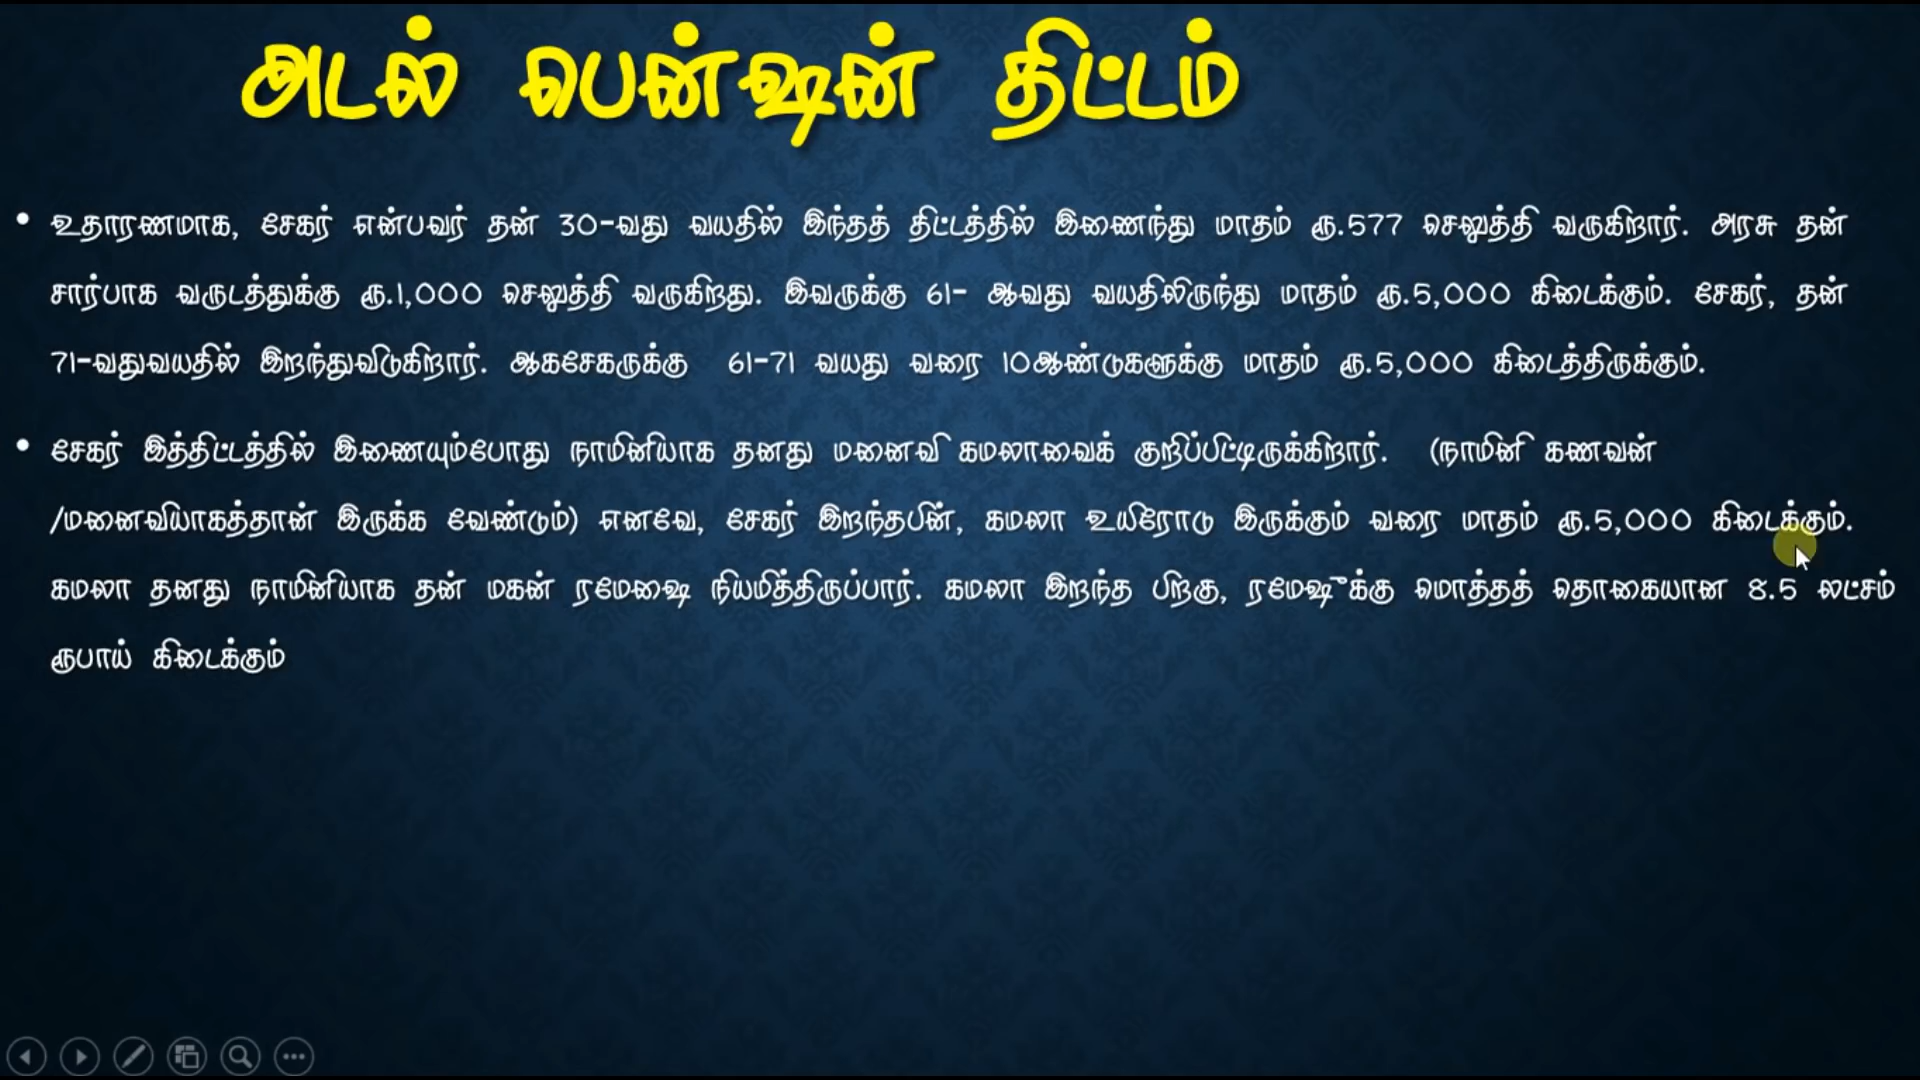 அடல் பென்ஷன் திட்டம்
• உதாரணமாக, சேகர் என்பவர் தன் 30-வது வயதில் இந்தத் திட்டத்தில் இணைந்து மாதம் ரூ.577 செலுத்தி வருகிறார். அரசு தன்
சார்பாக வருடத்துக்கு ரூ.1,000 செலுத்தி வருகிறது. இவருக்கு 61- ஆவது வயதிலிருந்து மாதம் ரூ.5,000 கிடைக்கும். சேகர், தன்
71-வதுவயதில் இறந்துவிடுகிறார். ஆகசேகருக்கு 61-71 வயது வரை 10ஆண்டுகளுக்கு மாதம் ரூ.5,000 கிடைத்திருக்கும்.
• சேகர் இத்திட்டத்தில் இணையும்போது நாமினியாக தனது மனைவி கமலாவைக் குறிப்பிட்டிருக்கிறார். (நாமினி கணவன்
/மனைவியாகத்தான் இருக்க வேண்டும்) எனவே, சேகர் இறந்தபின், கமலா உயிரோடு இருக்கும் வரை மாதம் ரூ.5,000 கிடைக்கும்.
கமலா தனது நாமினியாக தன் மகன் ரமேஷை நியமித்திருப்பார். கமலா இறந்த பிறகு, ரமேஷுக்கு மொத்தத் தொகையான 8.5 லட்சம்
ரூபாய் கிடைக்கும்